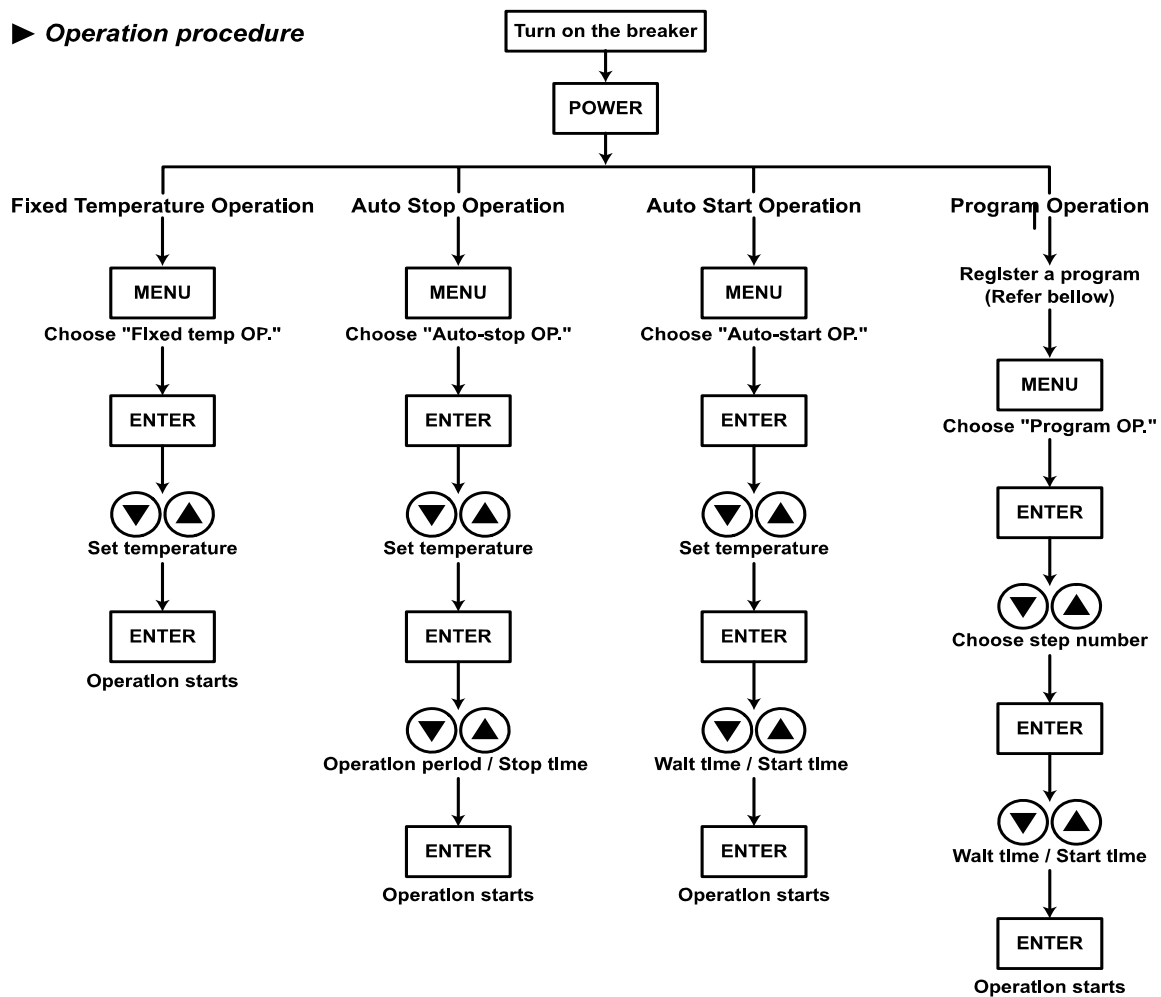 ▶ Operation procedure
Turn on the breaker
POWER
Fixed Temperature Operation
MENU
Choose "Fixed temp OP."
ENTER
▼ ▲
Set temperature
ENTER
Operation starts
Auto Stop Operation
MENU
Choose "Auto-stop OP."
ENTER
▼ ▲
Set temperature
ENTER
▼ ▲
Operation period / Stop time
ENTER
Operation starts
Auto Start Operation
MENU
Choose "Auto-start OP."
ENTER
▼ ▲
Set temperature
ENTER
▼ ▲
Wait time / Start time
ENTER
Operation starts
Program Operation
Register a program
(Refer bellow)
MENU
Choose "Program OP."
ENTER
▼ ▲
Choose step number
ENTER
▼ ▲
Wait time / Start time
ENTER
Operation starts